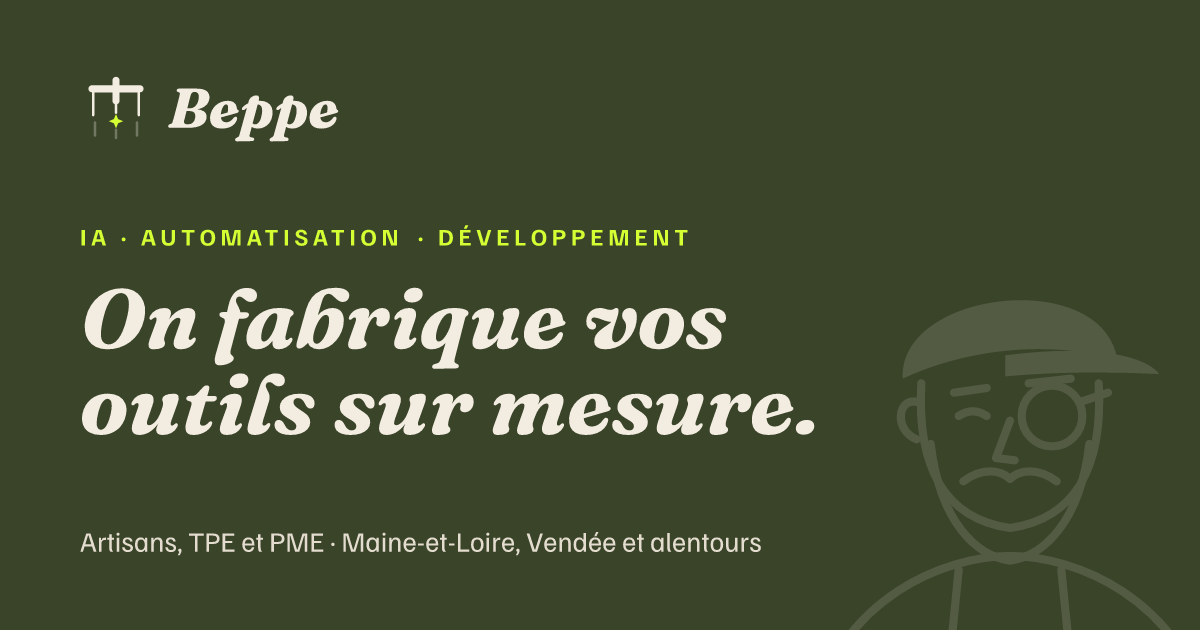 Beppe
IA · AUTOMATISATION · DÉVELOPPEMENT
On fabrique vos
outils sur mesure.
Artisans, TPE et PME · Maine-et-Loire, Vendée et alentours